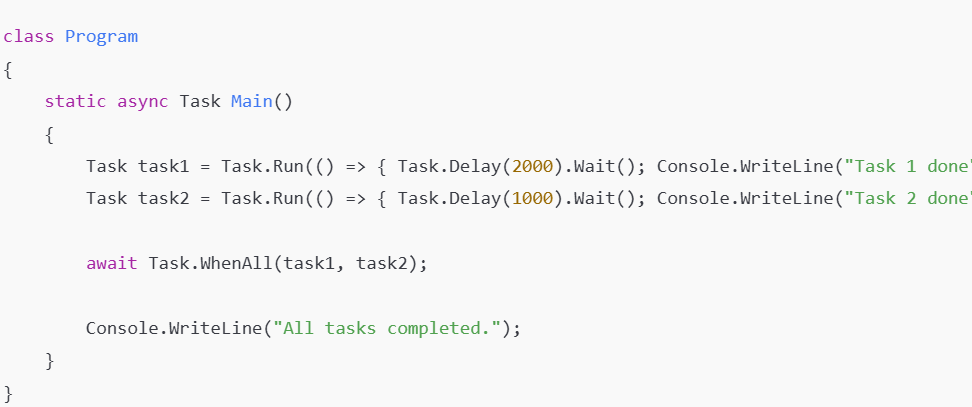 class Program
{
    static async Task Main()
    {
        Task task1 = Task.Run(() => { Task.Delay(2000).Wait(); Console.WriteLine("Task 1 done"
        Task task2 = Task.Run(() => { Task.Delay(1000).Wait(); Console.WriteLine("Task 2 done"
        await Task.WhenAll(task1, task2);
        Console.WriteLine("All tasks completed.");
    }
}